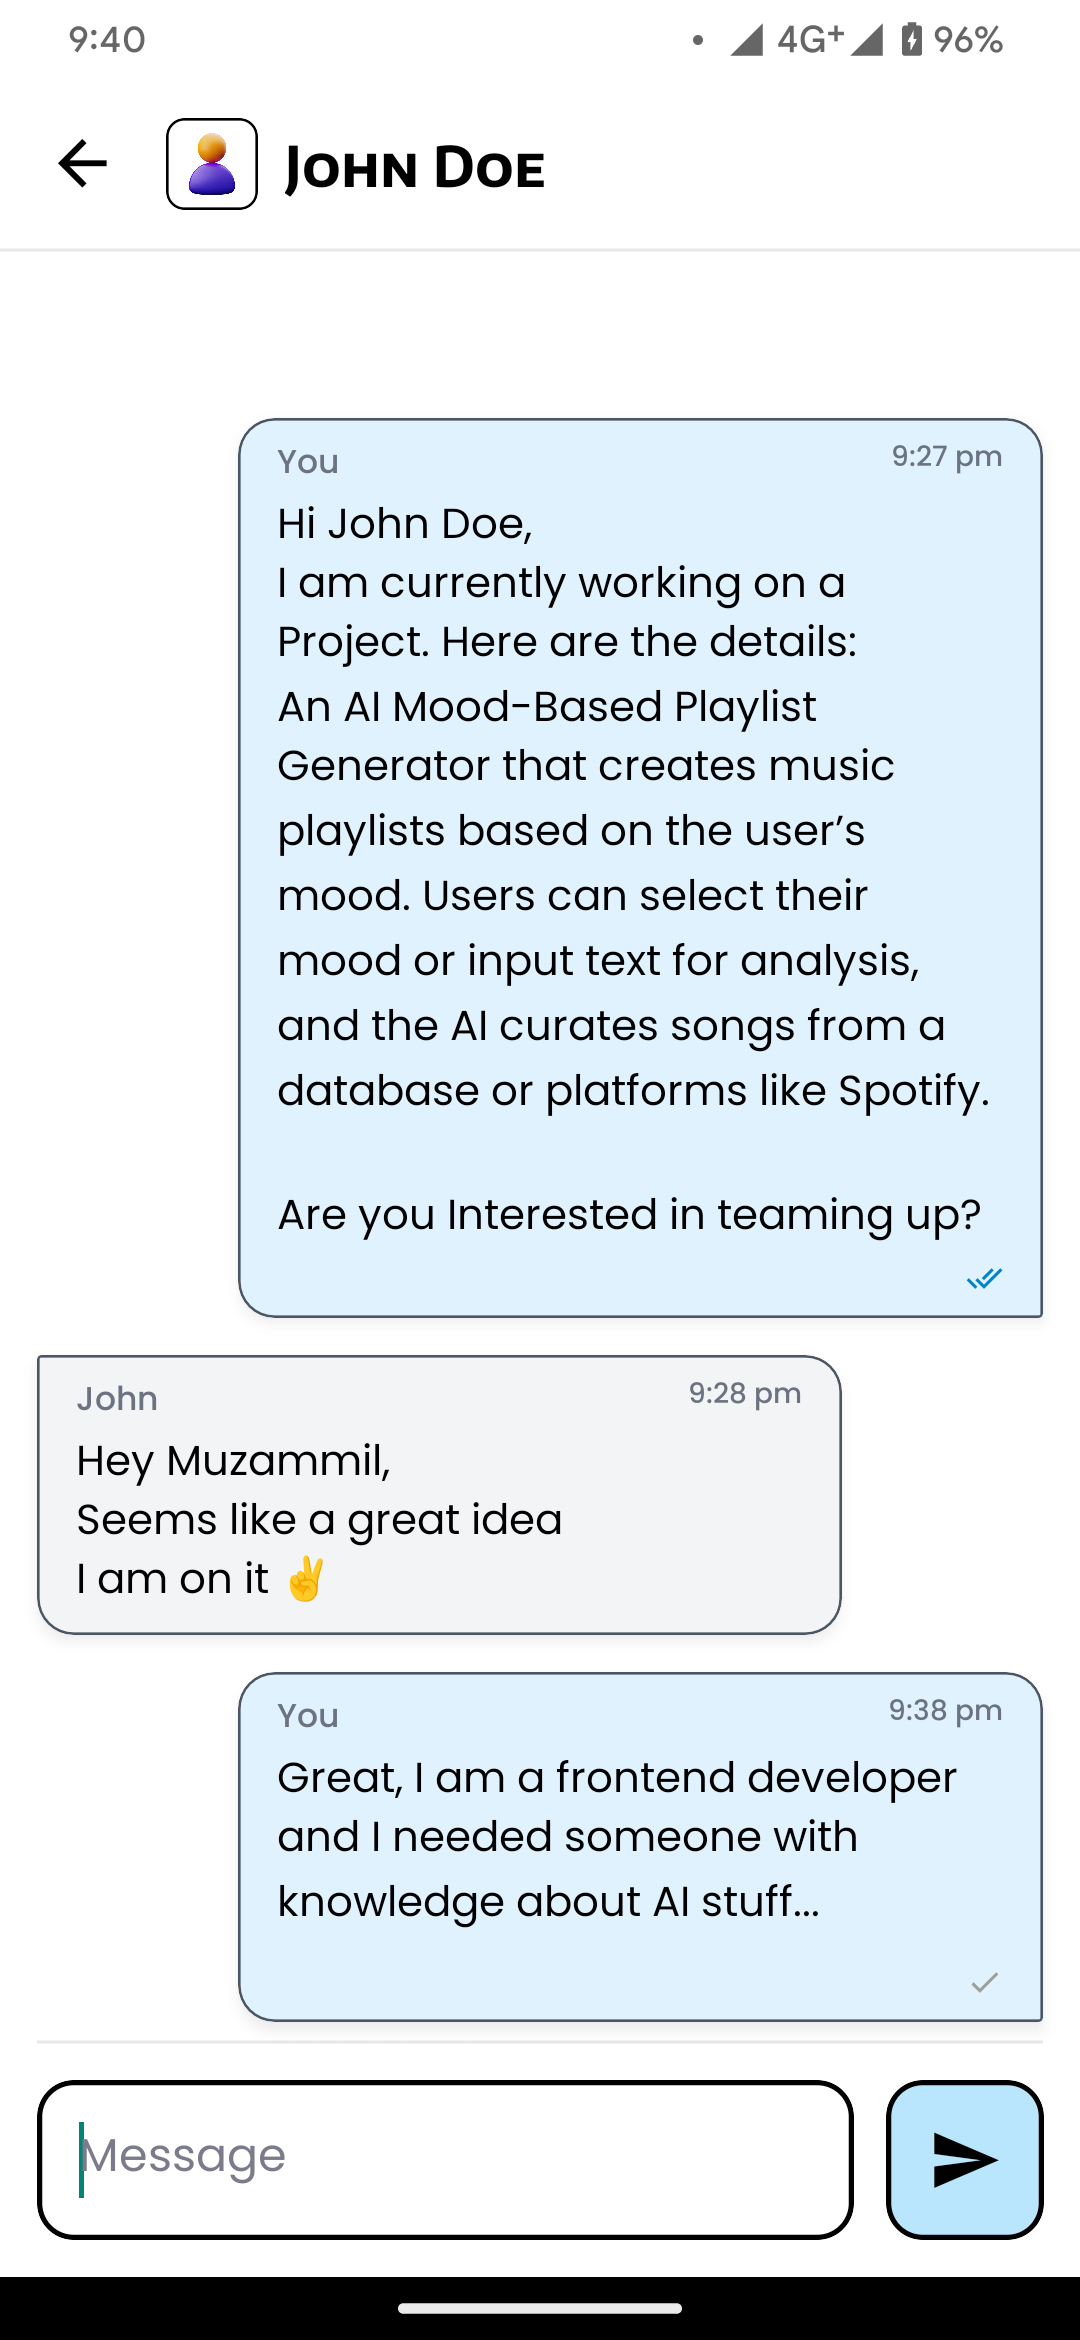 9:40
4G+ 96%
John Doe
You 9:27 pm
Hi John Doe,
I am currently working on a
Project. Here are the details:
An AI Mood-Based Playlist
Generator that creates music
playlists based on the user’s
mood. Users can select their
mood or input text for analysis,
and the AI curates songs from a
database or platforms like Spotify.
Are you Interested in teaming up?
John 9:28 pm
Hey Muzammil,
Seems like a great idea
I am on it ✌️
You 9:38 pm
Great, I am a frontend developer
and I needed someone with
knowledge about AI stuff...
Message